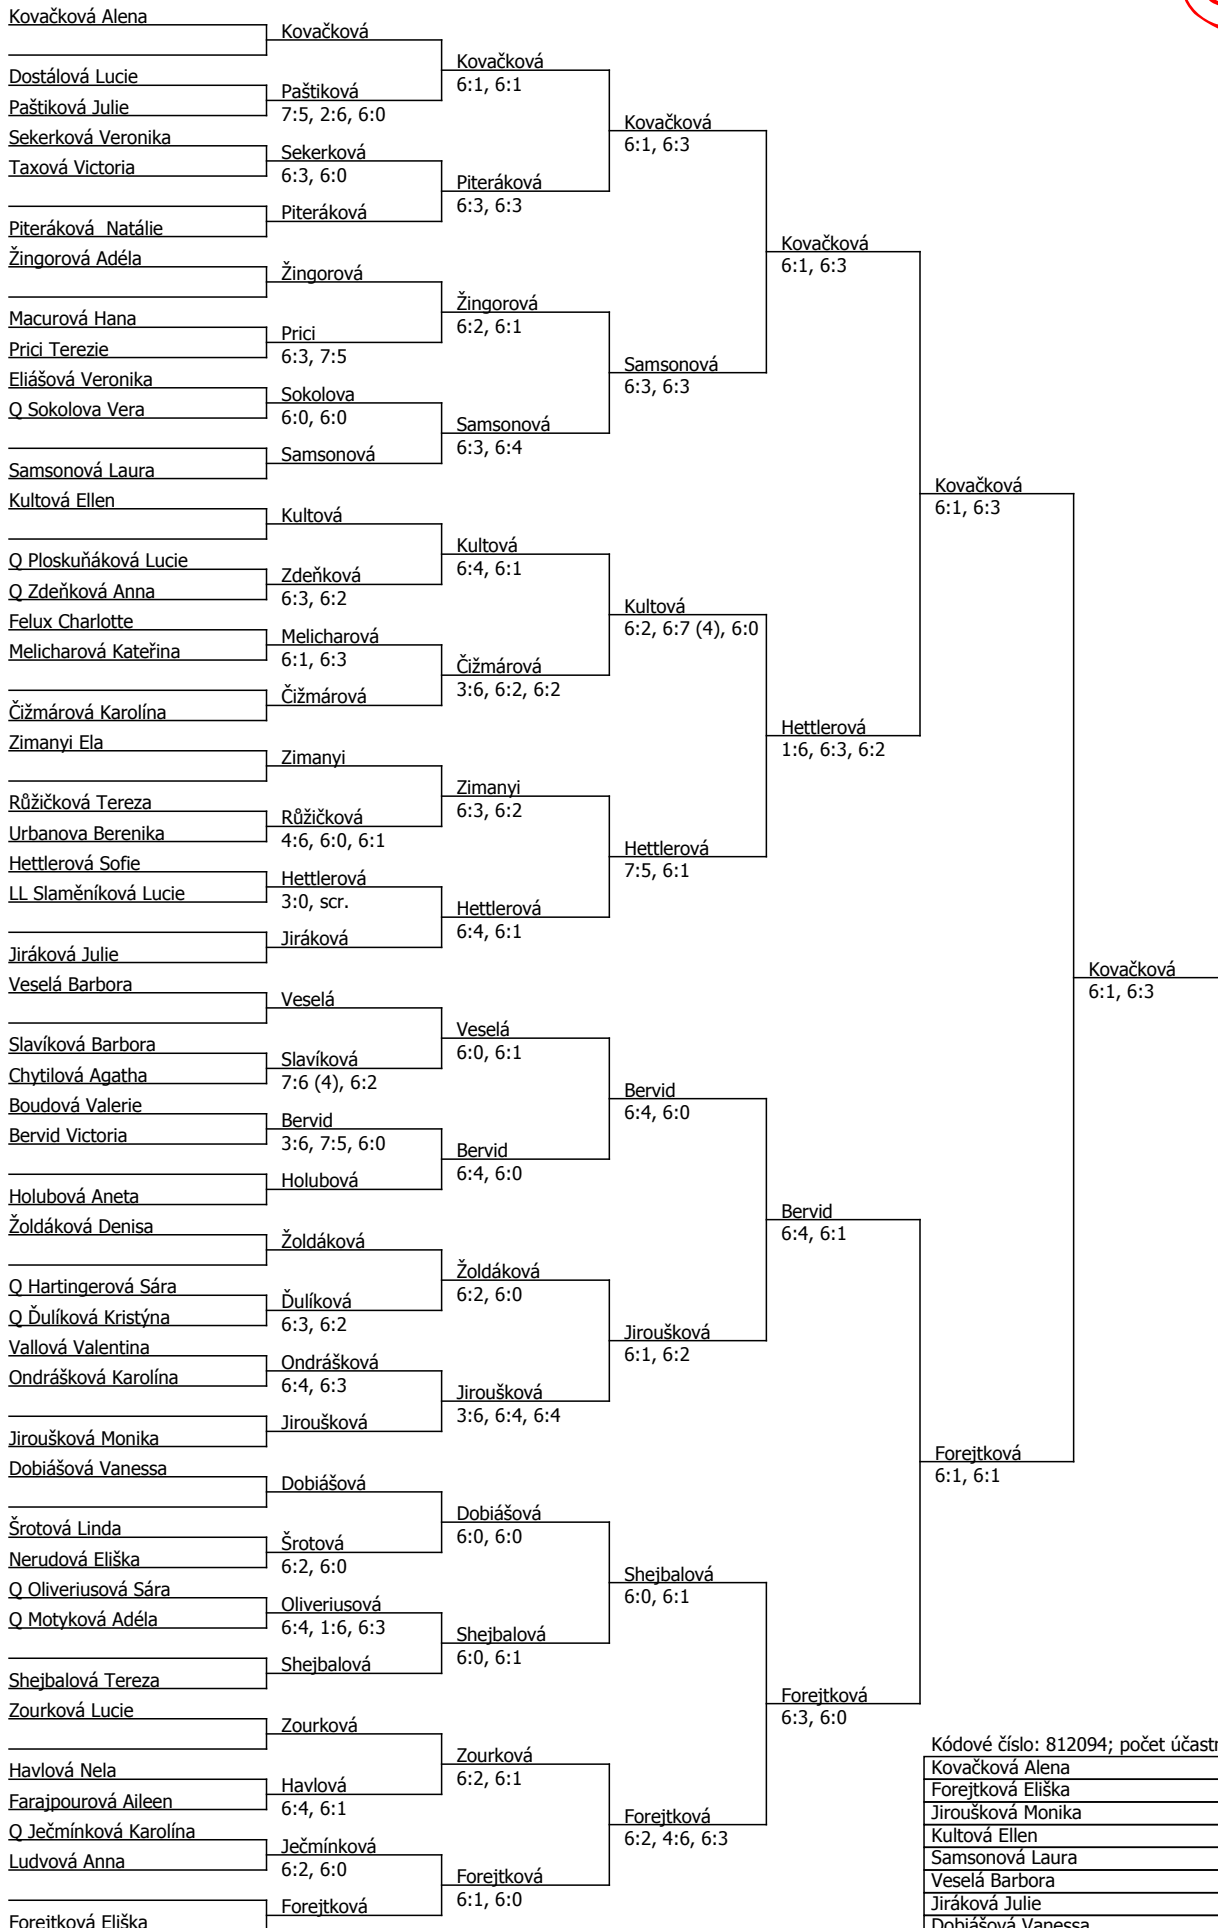 Kovačková Alena
Dostálová Lucie
Paštiková Julie
Sekerková Veronika
Taxová Victoria
Piteráková  Natálie
Žingorová Adéla
Macurová Hana
Prici Terezie
Eliášová Veronika
Q Sokolova Vera
Samsonová Laura
Kultová Ellen
Q Ploskuňáková Lucie
Q Zdeňková Anna
Felux Charlotte
Melicharová Kateřina
Čižmárová Karolína
Zimanyi Ela
Růžičková Tereza
Urbanova Berenika
Hettlerová Sofie
LL Slaměníková Lucie
Jiráková Julie
Veselá Barbora
Slavíková Barbora
Chytilová Agatha
Boudová Valerie
Bervid Victoria
Holubová Aneta
Žoldáková Denisa
Q Hartingerová Sára
Q Ďulíková Kristýna
Vallová Valentina
Ondrášková Karolína
Jiroušková Monika
Dobiášová Vanessa
Šrotová Linda
Nerudová Eliška
Q Oliveriusová Sára
Q Motyková Adéla
Shejbalová Tereza
Zourková Lucie
Havlová Nela
Farajpourová Aileen
Q Ječmínková Karolína
Ludvová Anna
Forejtková Eliška
Kovačková
Paštiková
7:5, 2:6, 6:0
Sekerková
6:3, 6:0
Piteráková
Žingorová
Prici
6:3, 7:5
Sokolova
6:0, 6:0
Samsonová
Kultová
Zdeňková
6:3, 6:2
Melicharová
6:1, 6:3
Čižmárová
Zimanyi
Růžičková
4:6, 6:0, 6:1
Hettlerová
3:0, scr.
Jiráková
Veselá
Slavíková
7:6 (4), 6:2
Bervid
3:6, 7:5, 6:0
Holubová
Žoldáková
Ďulíková
6:3, 6:2
Ondrášková
6:4, 6:3
Jiroušková
Dobiášová
Šrotová
6:2, 6:0
Oliveriusová
6:4, 1:6, 6:3
Shejbalová
Zourková
Havlová
6:4, 6:1
Ječmínková
6:2, 6:0
Forejtková
Kovačková
6:1, 6:1
Piteráková
6:3, 6:3
Žingorová
6:2, 6:1
Samsonová
6:3, 6:4
Kultová
6:4, 6:1
Čižmárová
3:6, 6:2, 6:2
Zimanyi
6:3, 6:2
Hettlerová
6:4, 6:1
Veselá
6:0, 6:1
Bervid
6:4, 6:0
Žoldáková
6:2, 6:0
Jiroušková
3:6, 6:4, 6:4
Dobiášová
6:0, 6:0
Shejbalová
6:0, 6:1
Zourková
6:2, 6:1
Forejtková
6:1, 6:0
Kovačková
6:1, 6:3
Samsonová
6:3, 6:3
Kultová
6:2, 6:7 (4), 6:0
Hettlerová
7:5, 6:1
Bervid
6:4, 6:0
Jiroušková
6:1, 6:2
Shejbalová
6:0, 6:1
Forejtková
6:2, 4:6, 6:3
Kovačková
6:1, 6:3
Hettlerová
1:6, 6:3, 6:2
Bervid
6:4, 6:1
Forejtková
6:3, 6:0
Kovačková
6:1, 6:3
Forejtková
6:1, 6:1
Kovačková
6:1, 6:3
Kódové číslo: 812094; počet účast
Kovačková Alena
Forejtková Eliška
Jiroušková Monika
Kultová Ellen
Samsonová Laura
Veselá Barbora
Jiráková Julie
Dobiášová Vanessa